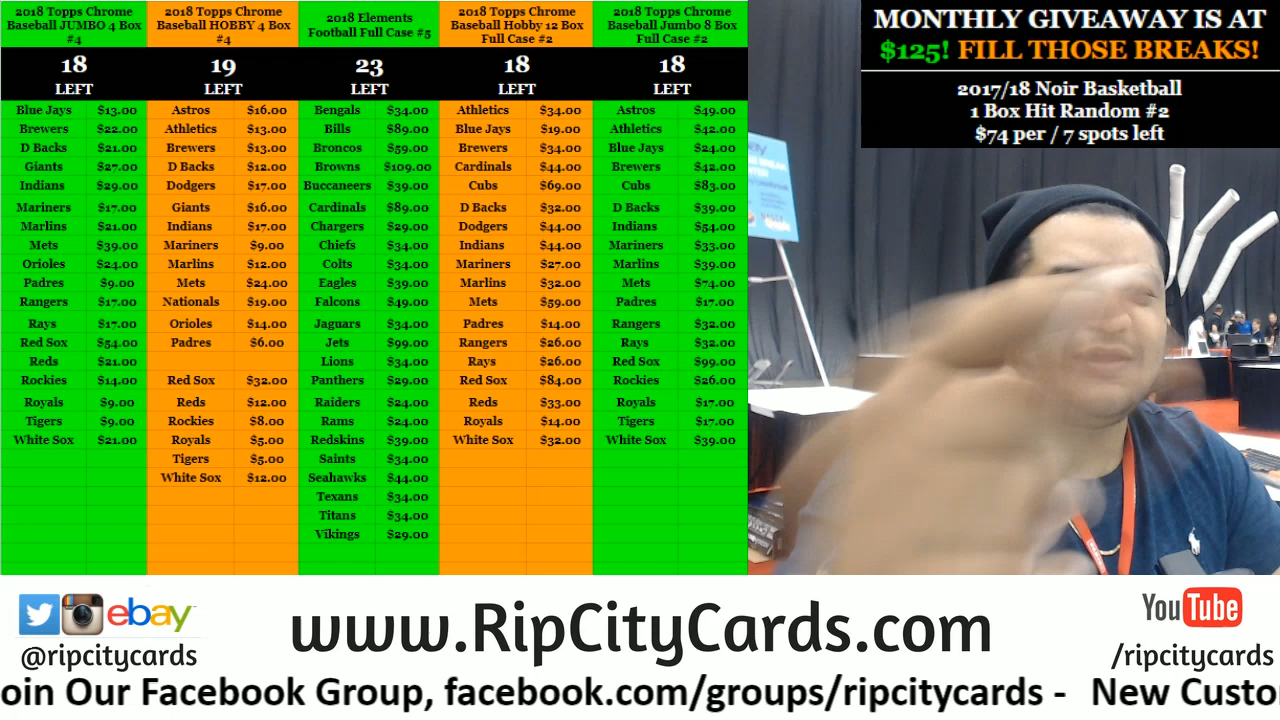 2018 Topps Chrome
Baseball JUMBO 4 Box
#4
18
LEFT
Blue Jays $13.00
Brewers $22.00
D Backs $21.00
Giants $27.00
Indians $29.00
Mariners $17.00
Marlins $21.00
Mets $39.00
Orioles $24.00
Padres $9.00
Rangers $17.00
Rays $17.00
Red Sox $54.00
Reds $21.00
Rockies $14.00
Royals $9.00
Tigers $9.00
White Sox $21.00
2018 Topps Chrome
Baseball HOBBY 4 Box
#4
19
LEFT
Astros $16.00
Athletics $13.00
Brewers $13.00
D Backs $12.00
Dodgers $17.00
Giants $16.00
Indians $17.00
Mariners $9.00
Marlins $12.00
Mets $24.00
Nationals $19.00
Orioles $14.00
Padres $6.00
Red Sox $32.00
Reds $12.00
Rockies $8.00
Royals $5.00
Tigers $5.00
White Sox $12.00
2018 Elements
Football Full Case #5
23
LEFT
Bengals $34.00
Bills $89.00
Broncos $59.00
Browns $109.00
Buccaneers $39.00
Cardinals $89.00
Chargers $29.00
Chiefs $34.00
Colts $34.00
Eagles $39.00
Falcons $49.00
Jaguars $34.00
Jets $99.00
Lions $34.00
Panthers $29.00
Raiders $24.00
Rams $24.00
Redskins $39.00
Saints $34.00
Seahawks $44.00
Texans $34.00
Titans $34.00
Vikings $29.00
2018 Topps Chrome
Baseball Hobby 12 Box
Full Case #2
18
LEFT
Athletics $34.00
Blue Jays $19.00
Brewers $34.00
Cardinals $44.00
Cubs $69.00
D Backs $32.00
Dodgers $44.00
Indians $44.00
Mariners $27.00
Marlins $32.00
Mets $59.00
Padres $14.00
Rangers $26.00
Rays $26.00
Red Sox $84.00
Reds $33.00
Royals $14.00
White Sox $32.00
2018 Topps Chrome
Baseball Jumbo 8 Box
Full Case #2
18
LEFT
Astros $49.00
Athletics $42.00
Blue Jays $24.00
Brewers $42.00
Cubs $83.00
D Backs $39.00
Indians $54.00
Mariners $33.00
Marlins $39.00
Mets $74.00
Padres $17.00
Rangers $32.00
Rays $32.00
Red Sox $99.00
Rockies $26.00
Royals $17.00
Tigers $17.00
White Sox $39.00
MONTHLY GIVEAWAY IS AT
$125! FILL THOSE BREAKS!
2017/18 Noir Basketball
1 Box Hit Random #2
$74 per / 7 spots left
ebay
@ripcitycards
www.RipCityCards.com
YouTube
/ripcitycards
oin Our Facebook Group, facebook.com/groups/ripcitycards - New Custo